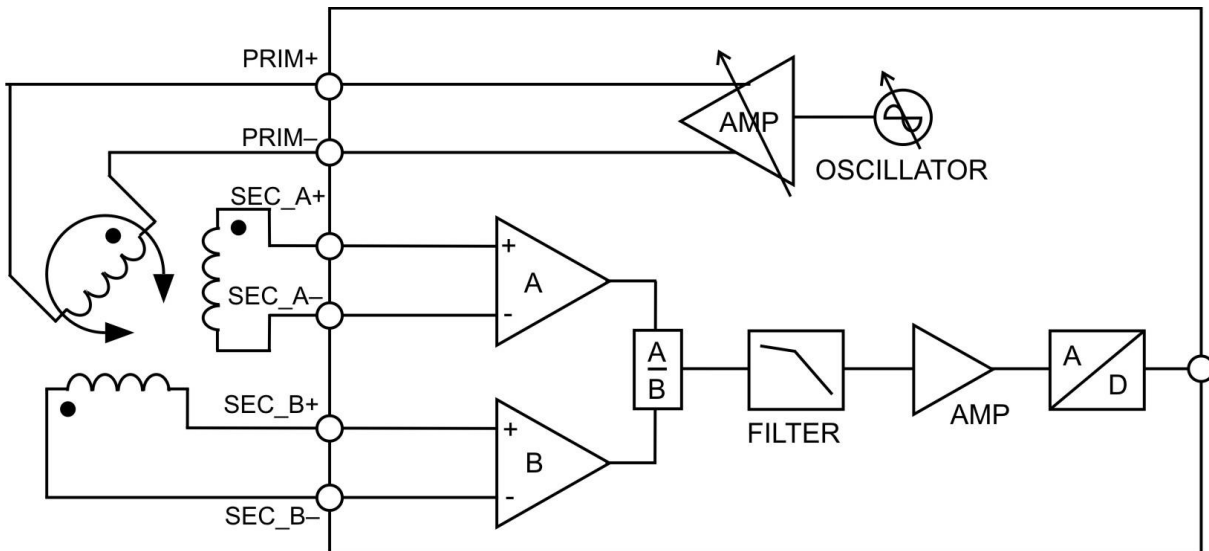 PRIM+
PRIM–
AMP
OSCILLATOR
SEC_A+
+
A
SEC_A–
-
A
B
A
D
FILTER
AMP
SEC_B+
+
B
-
SEC_B–